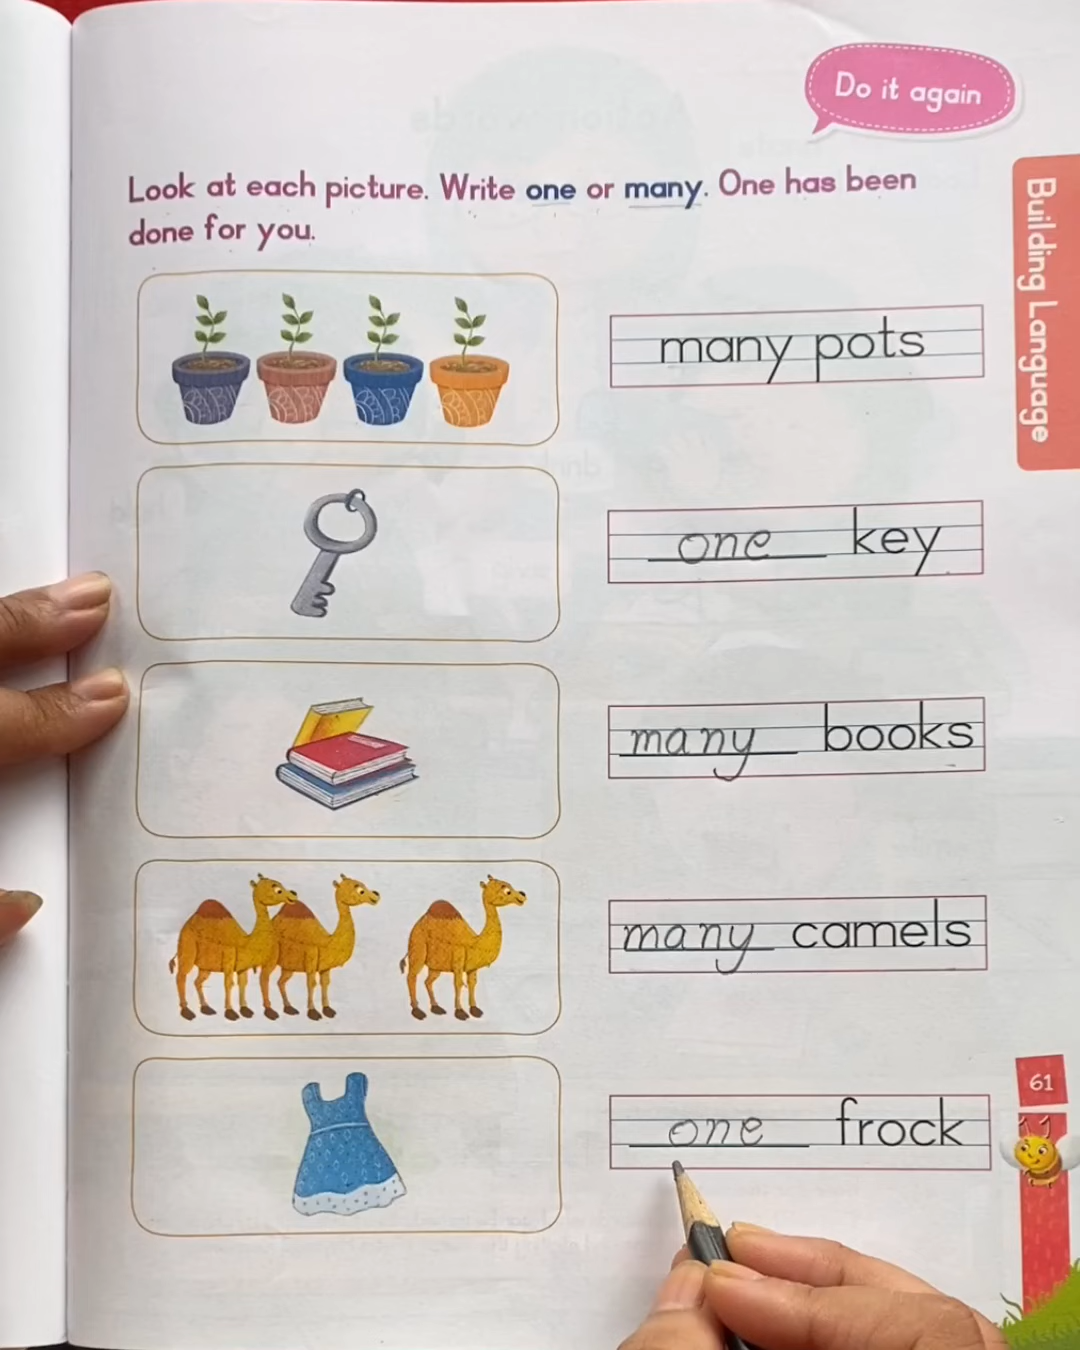 Do it again
Look at each picture. Write one or many. One has been
done for you.
Building Language
many pots
one key
many books
many camels
one frock
61